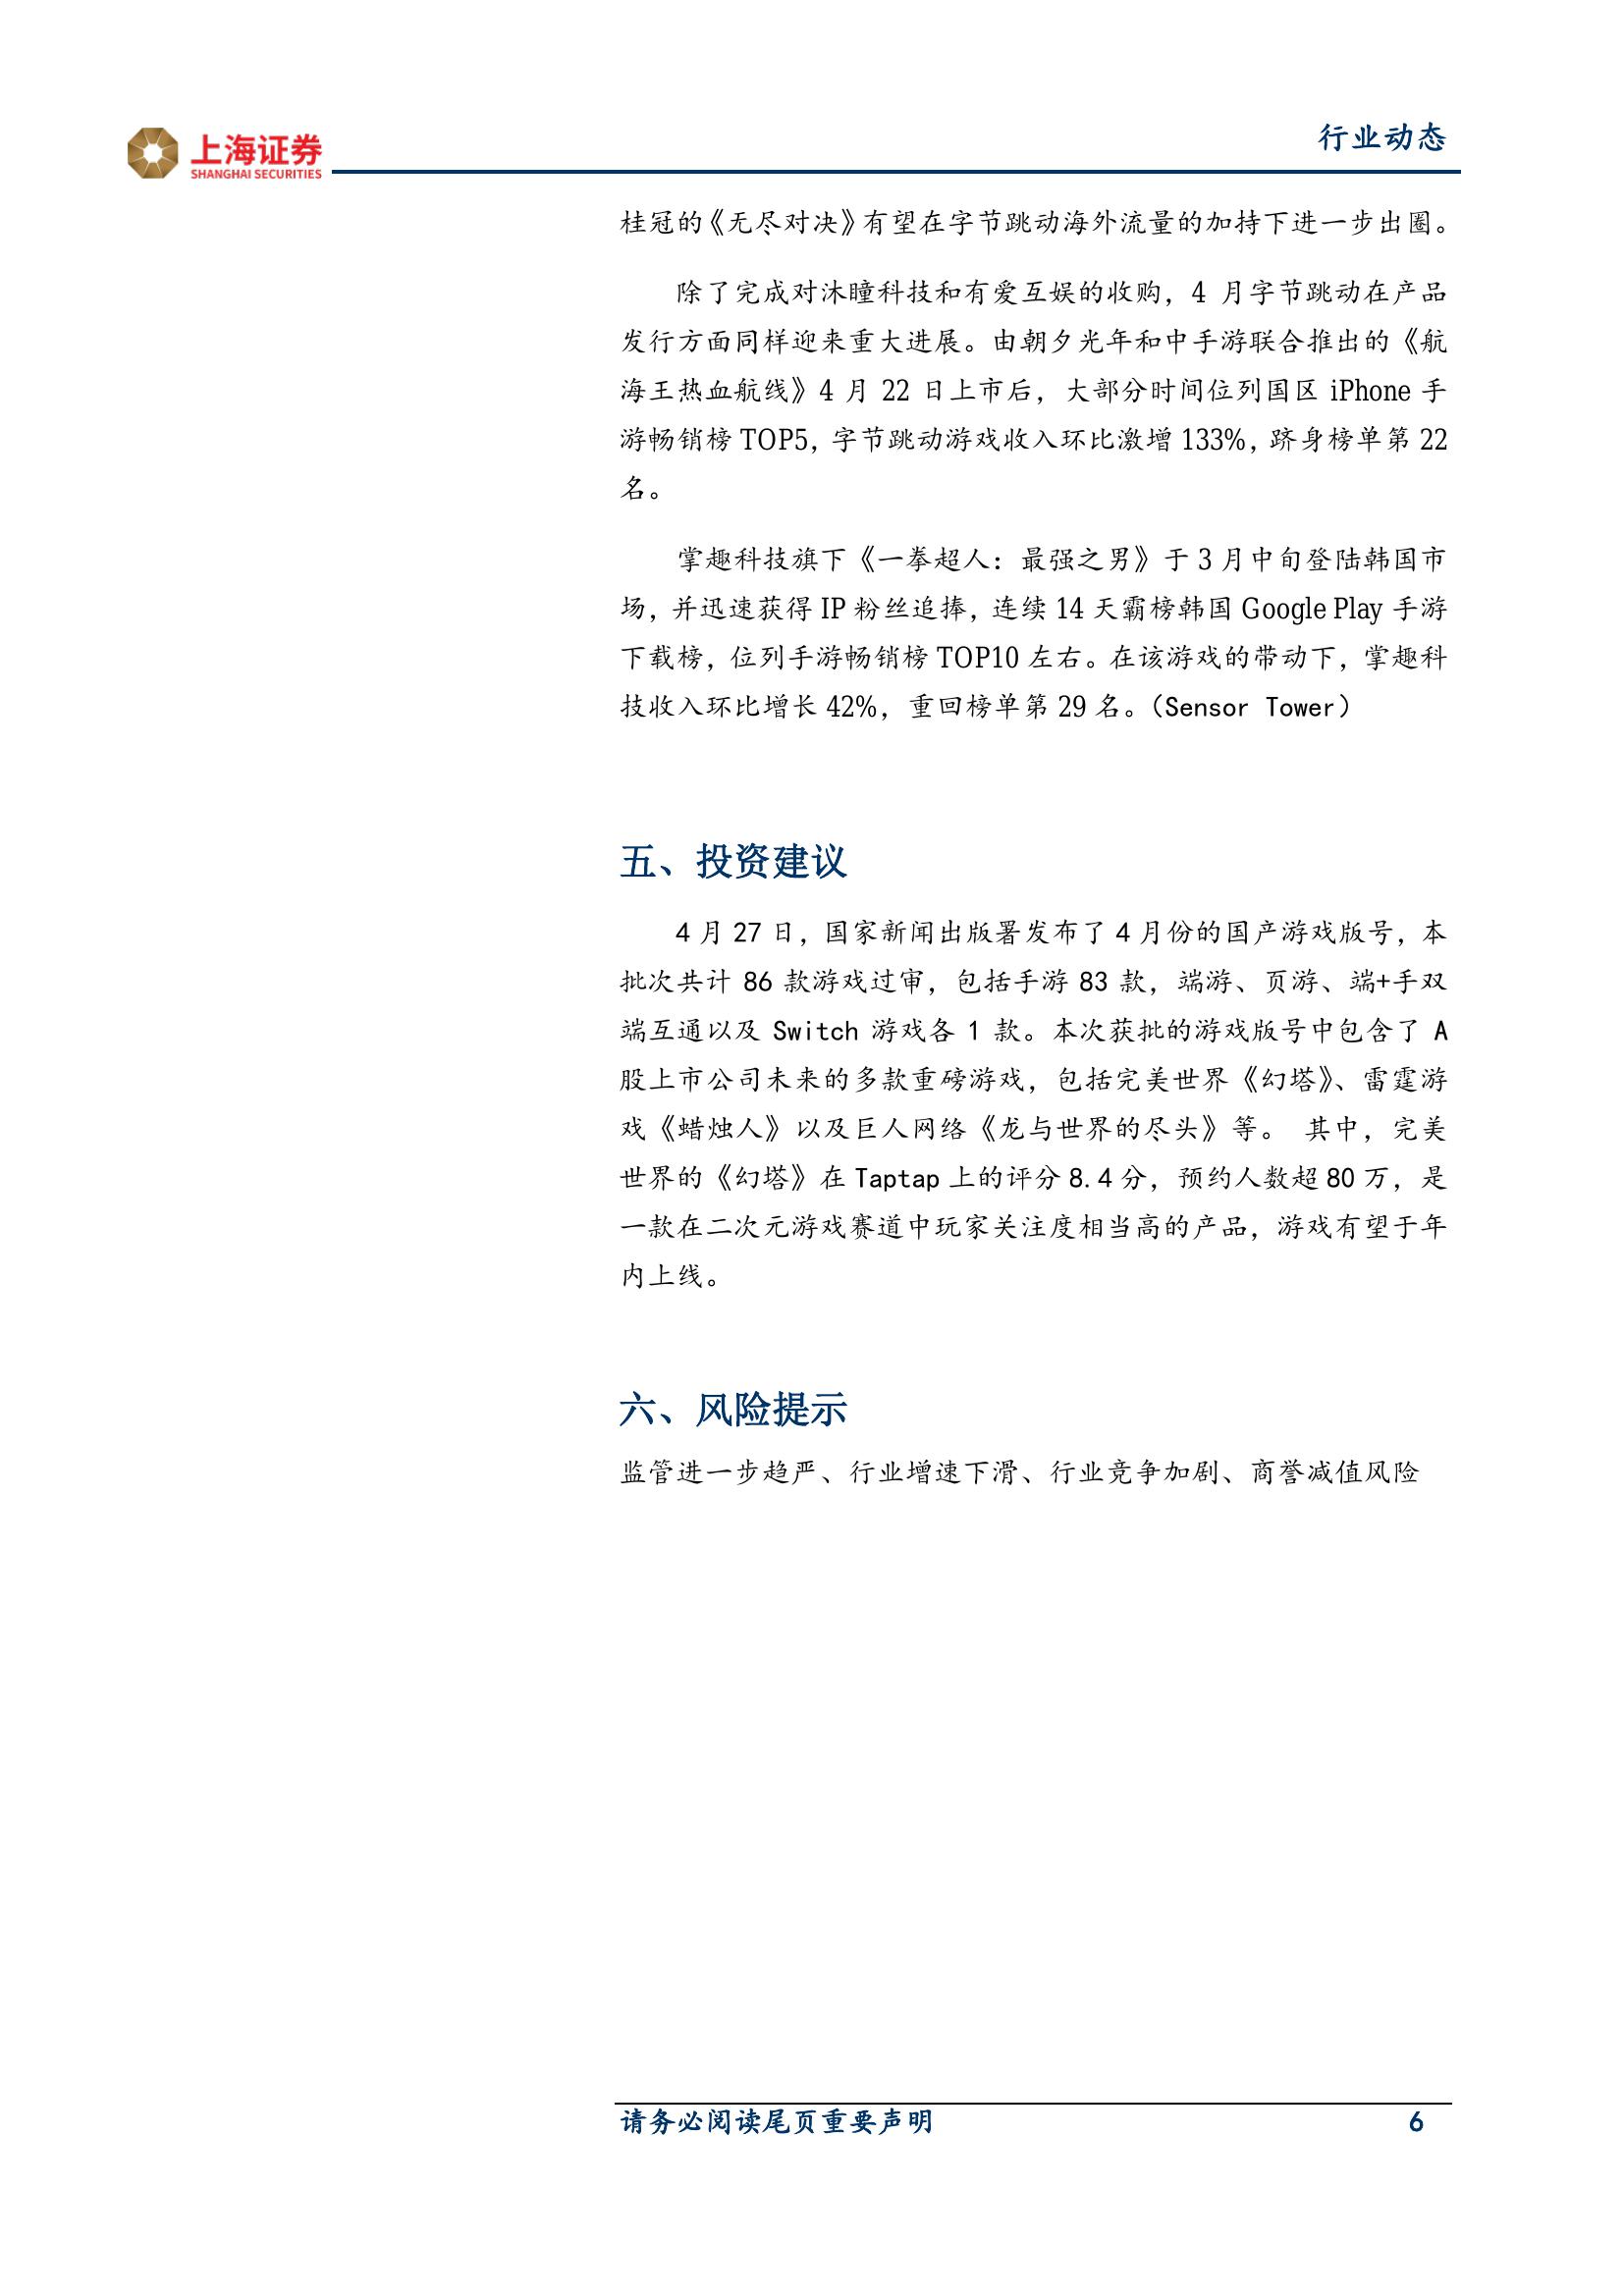 上海证券
SHANGHAI SECURITIES
行业动态
桂冠的《无尽对决》有望在字节跳动海外流量的加持下进一步出圈。
除了完成对沐瞳科技和有爱互娱的收购，4 月字节跳动在产品
发行方面同样迎来重大进展。由朝夕光年和中手游联合推出的《航
海王热血航线》4 月 22 日上市后，大部分时间位列国区 iPhone 手
游畅销榜 TOP5，字节跳动游戏收入环比激增 133%，跻身榜单第 22
名。
掌趣科技旗下《一拳超人：最强之男》于 3 月中旬登陆韩国市
场，并迅速获得 IP 粉丝追捧，连续 14 天霸榜韩国 Google Play 手游
下载榜，位列手游畅销榜 TOP10 左右。在该游戏的带动下，掌趣科
技收入环比增长 42%，重回榜单第 29 名。（Sensor Tower）
五、投资建议
4 月 27 日，国家新闻出版署发布了 4 月份的国产游戏版号，本
批次共计 86 款游戏过审，包括手游 83 款，端游、页游、端+手双
端互通以及 Switch 游戏各 1 款。本次获批的游戏版号中包含了 A
股上市公司未来的多款重磅游戏，包括完美世界《幻塔》、雷霆游
戏《蜡烛人》以及巨人网络《龙与世界的尽头》等。 其中，完美
世界的《幻塔》在 Taptap 上的评分 8.4 分，预约人数超 80 万，是
一款在二次元游戏赛道中玩家关注度相当高的产品，游戏有望于年
内上线。
六、风险提示
监管进一步趋严、行业增速下滑、行业竞争加剧、商誉减值风险
请务必阅读尾页重要声明 6